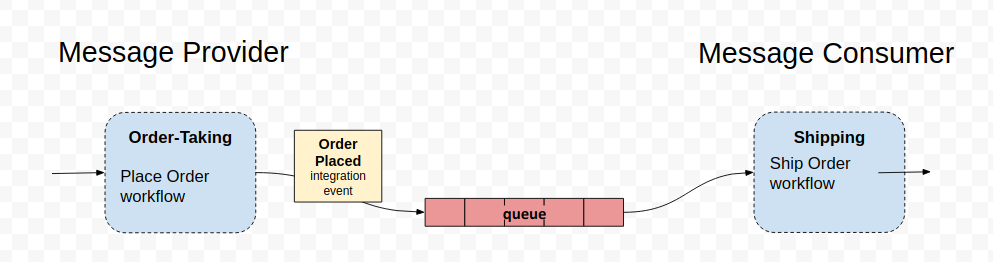 Message Provider
Message Consumer
Order-Taking
Place Order
workflow
Order
Placed
integration
event
queue
Shipping
Ship Order
workflow